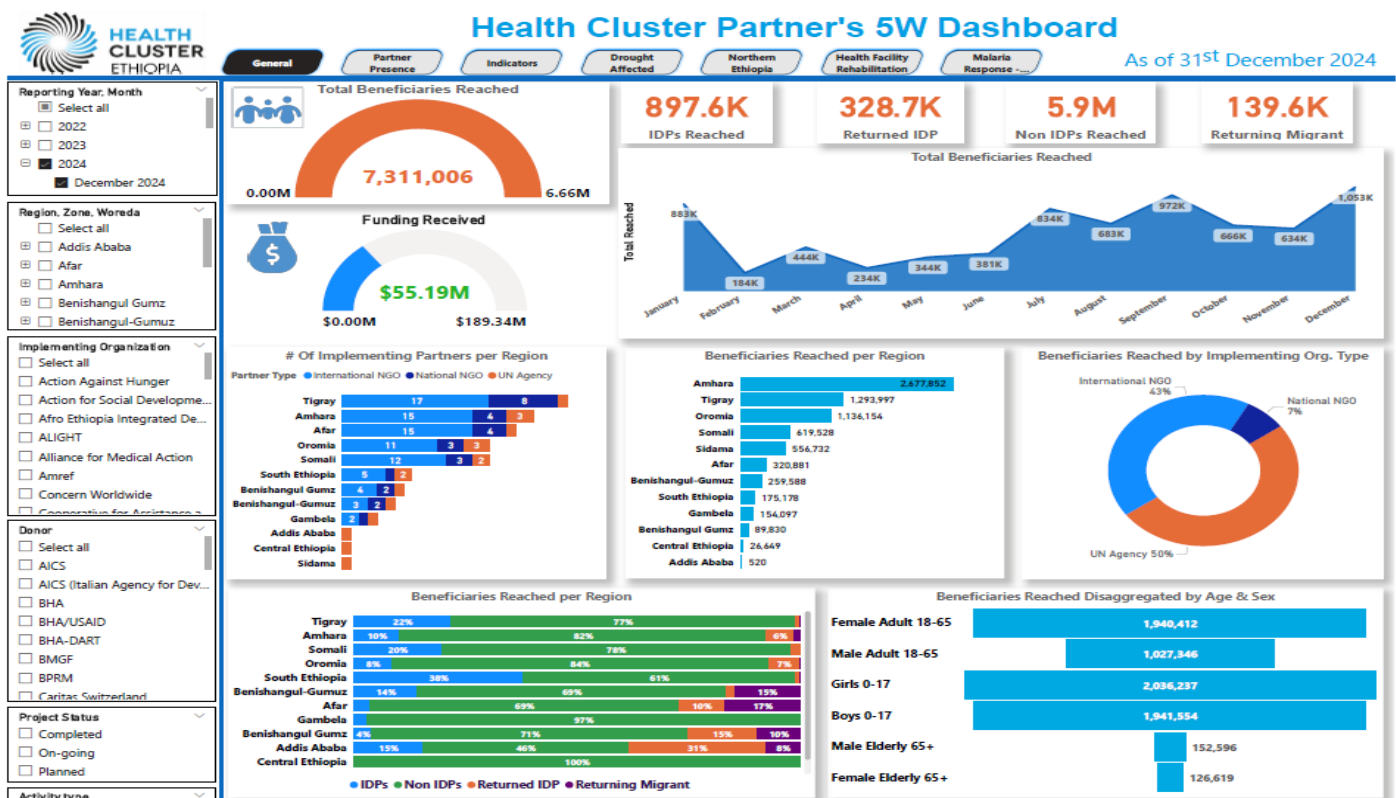 HEALTH
CLUSTER
ETHIOPIA
Health Cluster Partner's 5W Dashboard
General
Partner
Presence
Indicators
Drought
Affected
Northern
Ethiopia
Health Facility
Rehabilitation
Malaria
Response -...
As of 31st December 2024
Reporting Year, Month
Select all
2022
2023
2024
December 2024
Region, Zone, Woreda
Select all
Addis Ababa
Afar
Amhara
Benishangul Gumz
Benishangul-Gumuz
Implementing Organization
Select all
Action Against Hunger
Action for Social Developme...
Afro Ethiopia Integrated De...
ALIGHT
Alliance for Medical Action
Amref
Concern Worldwide
Cooperative for Assistance a
Donor
Select all
AICS
AICS (Italian Agency for Dev...
BHA
BHA/USAID
BHA-DART
BMGF
BPRM
Caritas Switzerland
Project Status
Completed
On-going
Planned
Activity type
Total Beneficiaries Reached
7,311,006
0.00M
6.66M
Funding Received
$55.19M
$0.00M
$189.34M
897.6K
IDPs Reached
328.7K
Returned IDP
5.9M
Non IDPs Reached
139.6K
Returning Migrant
Total Beneficiaries Reached
Total Reached
883K
184K
444K
234K
344K
381K
834K
683K
972K
666K
634K
1,053K
January
February
March
April
May
June
July
August
September
October
November
December
# Of Implementing Partners per Region
Partner Type International NGO National NGO UN Agency
Tigray 17 8
Amhara 15 4 3
Afar 15 4
Oromia 11 3 3
Somali 12 3 2
South Ethiopia 5 2
Benishangul Gumz 4 2
Benishangul-Gumuz 3 2
Gambela 2
Addis Ababa
Central Ethiopia
Sidama
Beneficiaries Reached per Region
Amhara 2,677,852
Tigray 1,293,997
Oromia 1,136,154
Somali 619,528
Sidama 556,732
Afar 320,881
Benishangul-Gumuz 259,588
South Ethiopia 175,178
Gambela 154,097
Benishangul Gumz 89,830
Central Ethiopia 26,649
Addis Ababa 520
Beneficiaries Reached by Implementing Org. Type
International NGO
43%
National NGO
7%
UN Agency 50%
Beneficiaries Reached per Region
Tigray 22% 77%
Amhara 10% 82% 6%
Somali 20% 78%
Oromia 8% 84% 7%
South Ethiopia 38% 61%
Benishangul-Gumuz 14% 69% 15%
Afar 69% 10% 17%
Gambela 97%
Benishangul Gumz 4% 71% 15% 10%
Addis Ababa 15% 46% 31% 8%
Central Ethiopia 100%
IDPs Non IDPs Returned IDP Returning Migrant
Beneficiaries Reached Disaggregated by Age & Sex
Female Adult 18-65 1,940,412
Male Adult 18-65 1,027,346
Girls 0-17 2,036,237
Boys 0-17 1,941,554
Male Elderly 65+ 152,596
Female Elderly 65+ 126,619